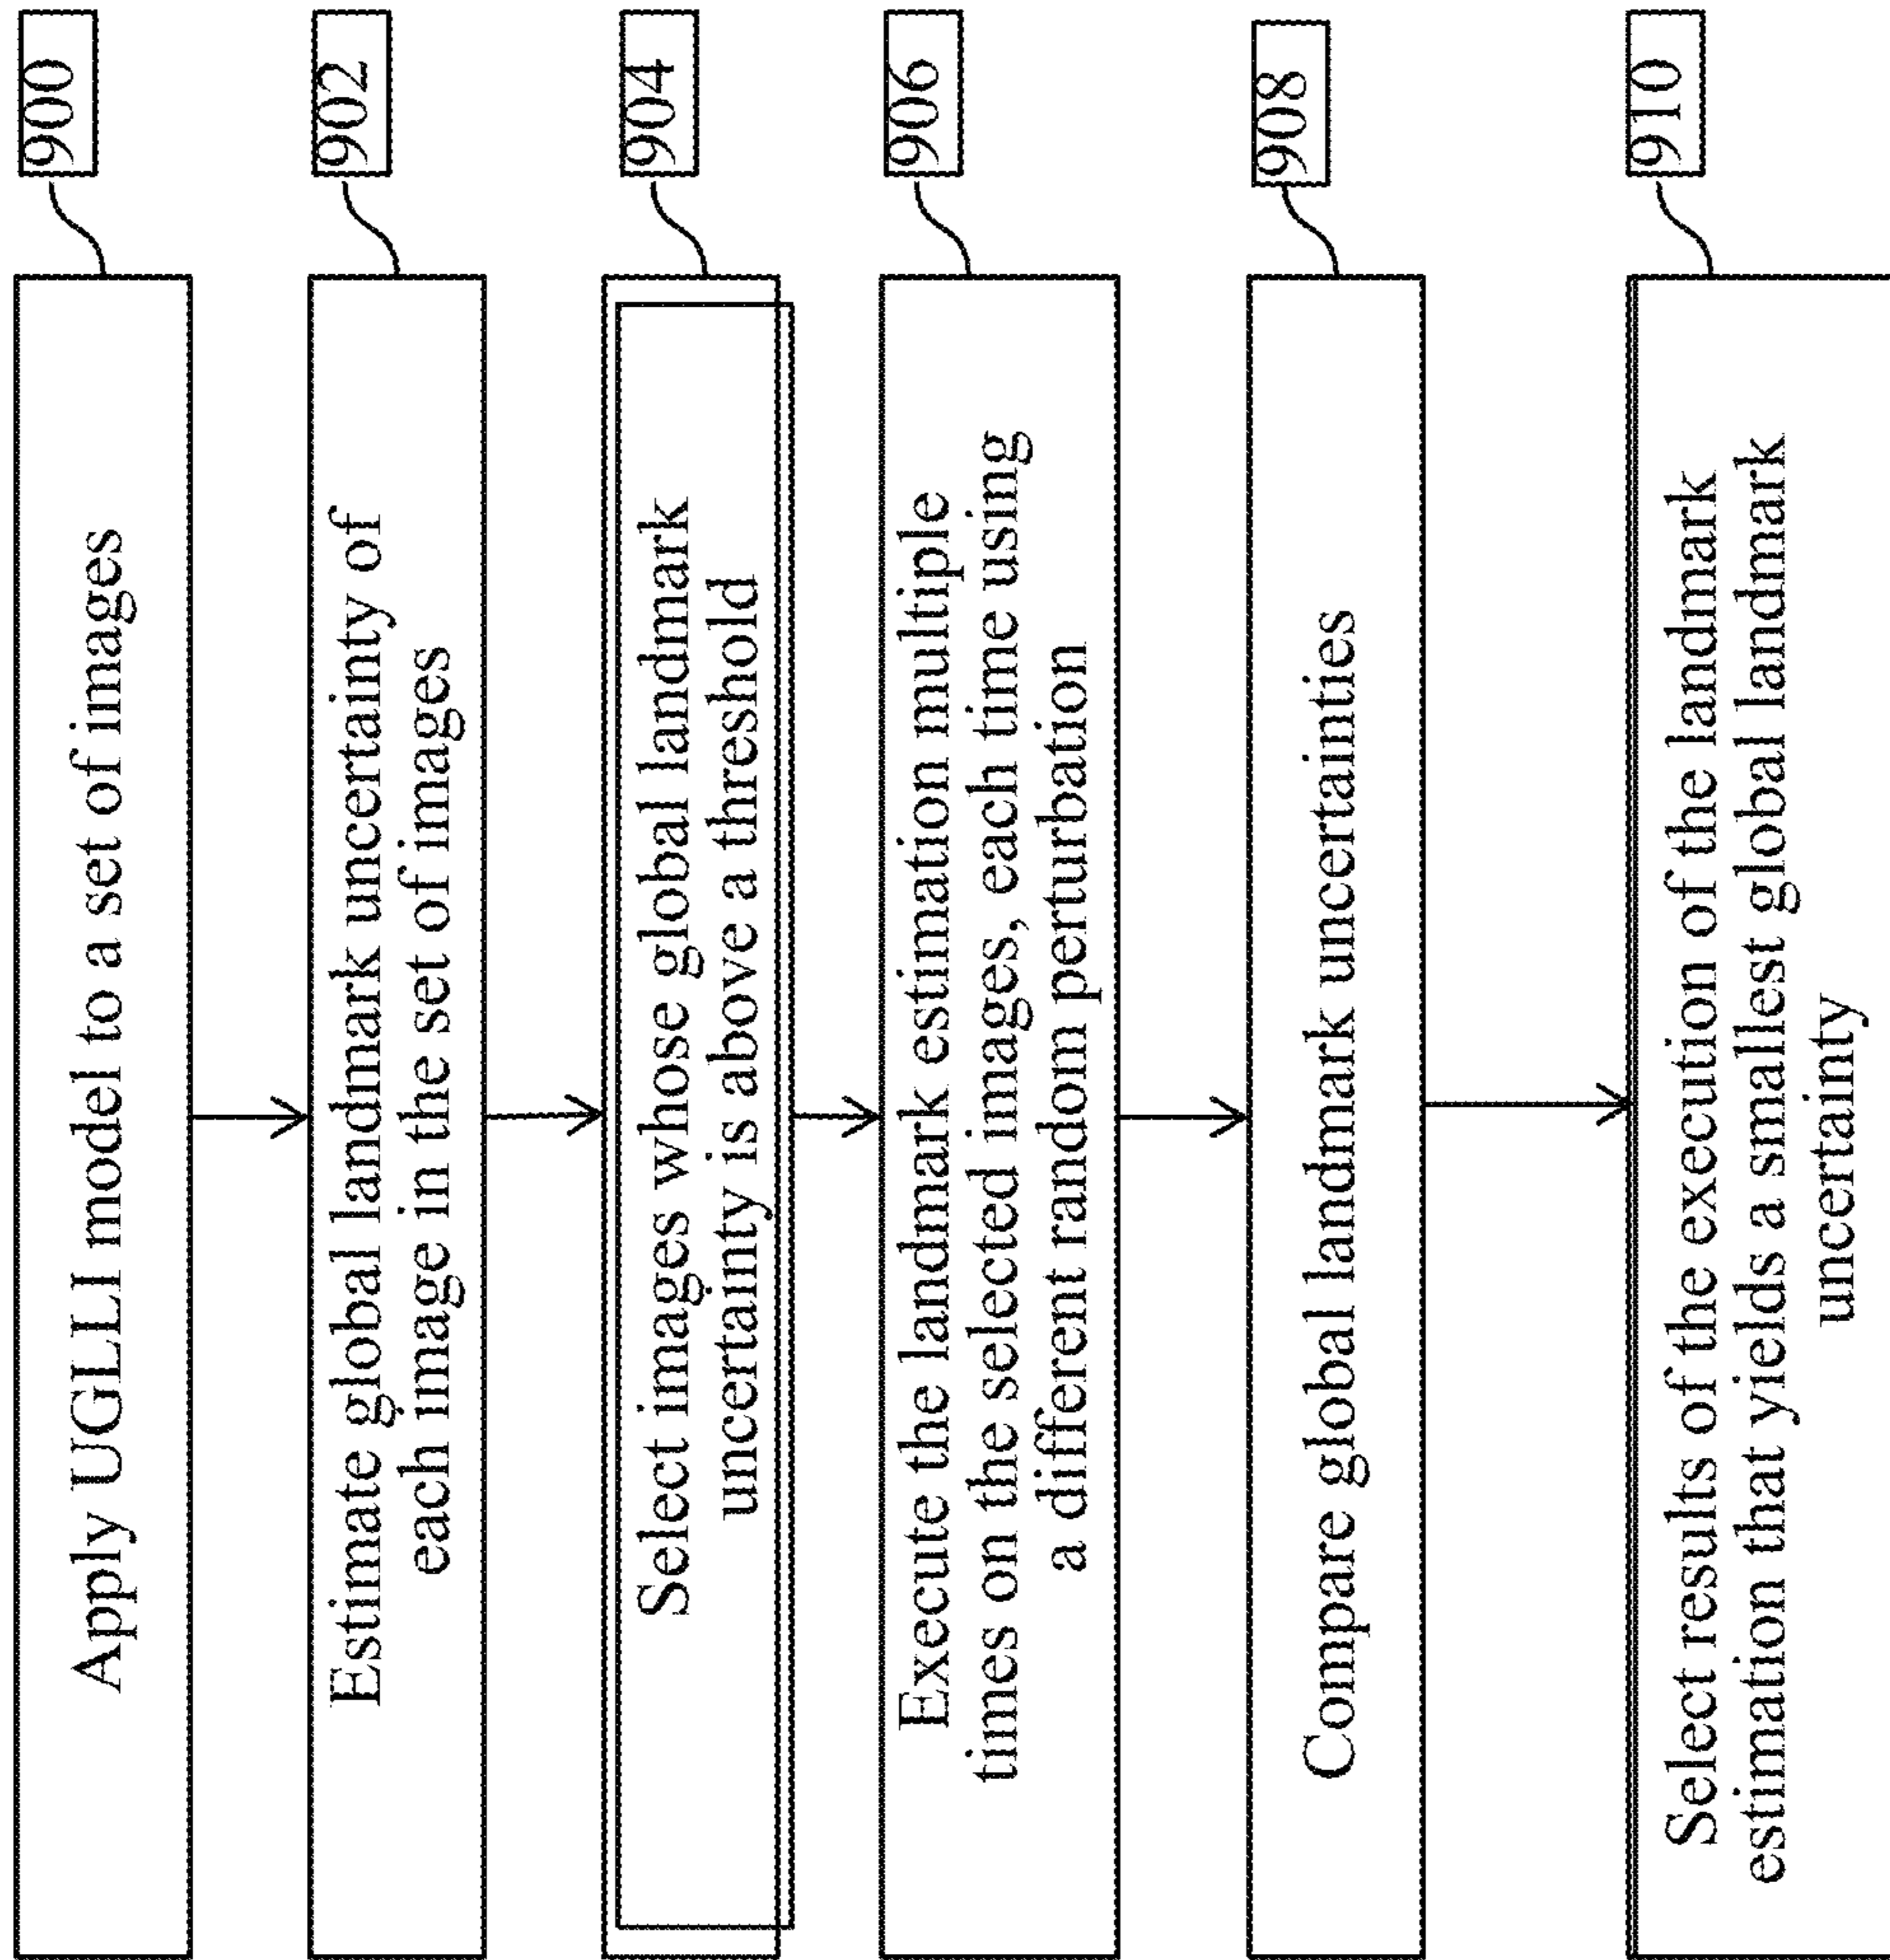 900
Apply UGLLI model to a set of images
902
Estimate global landmark uncertainty of
each image in the set of images
904
Select images whose global landmark
uncertainty is above a threshold
906
Execute the landmark estimation multiple
times on the selected images, each time using
a different random perturbation
908
Compare global landmark uncertainties
910
Select results of the execution of the landmark
estimation that yields a smallest global landmark
uncertainty